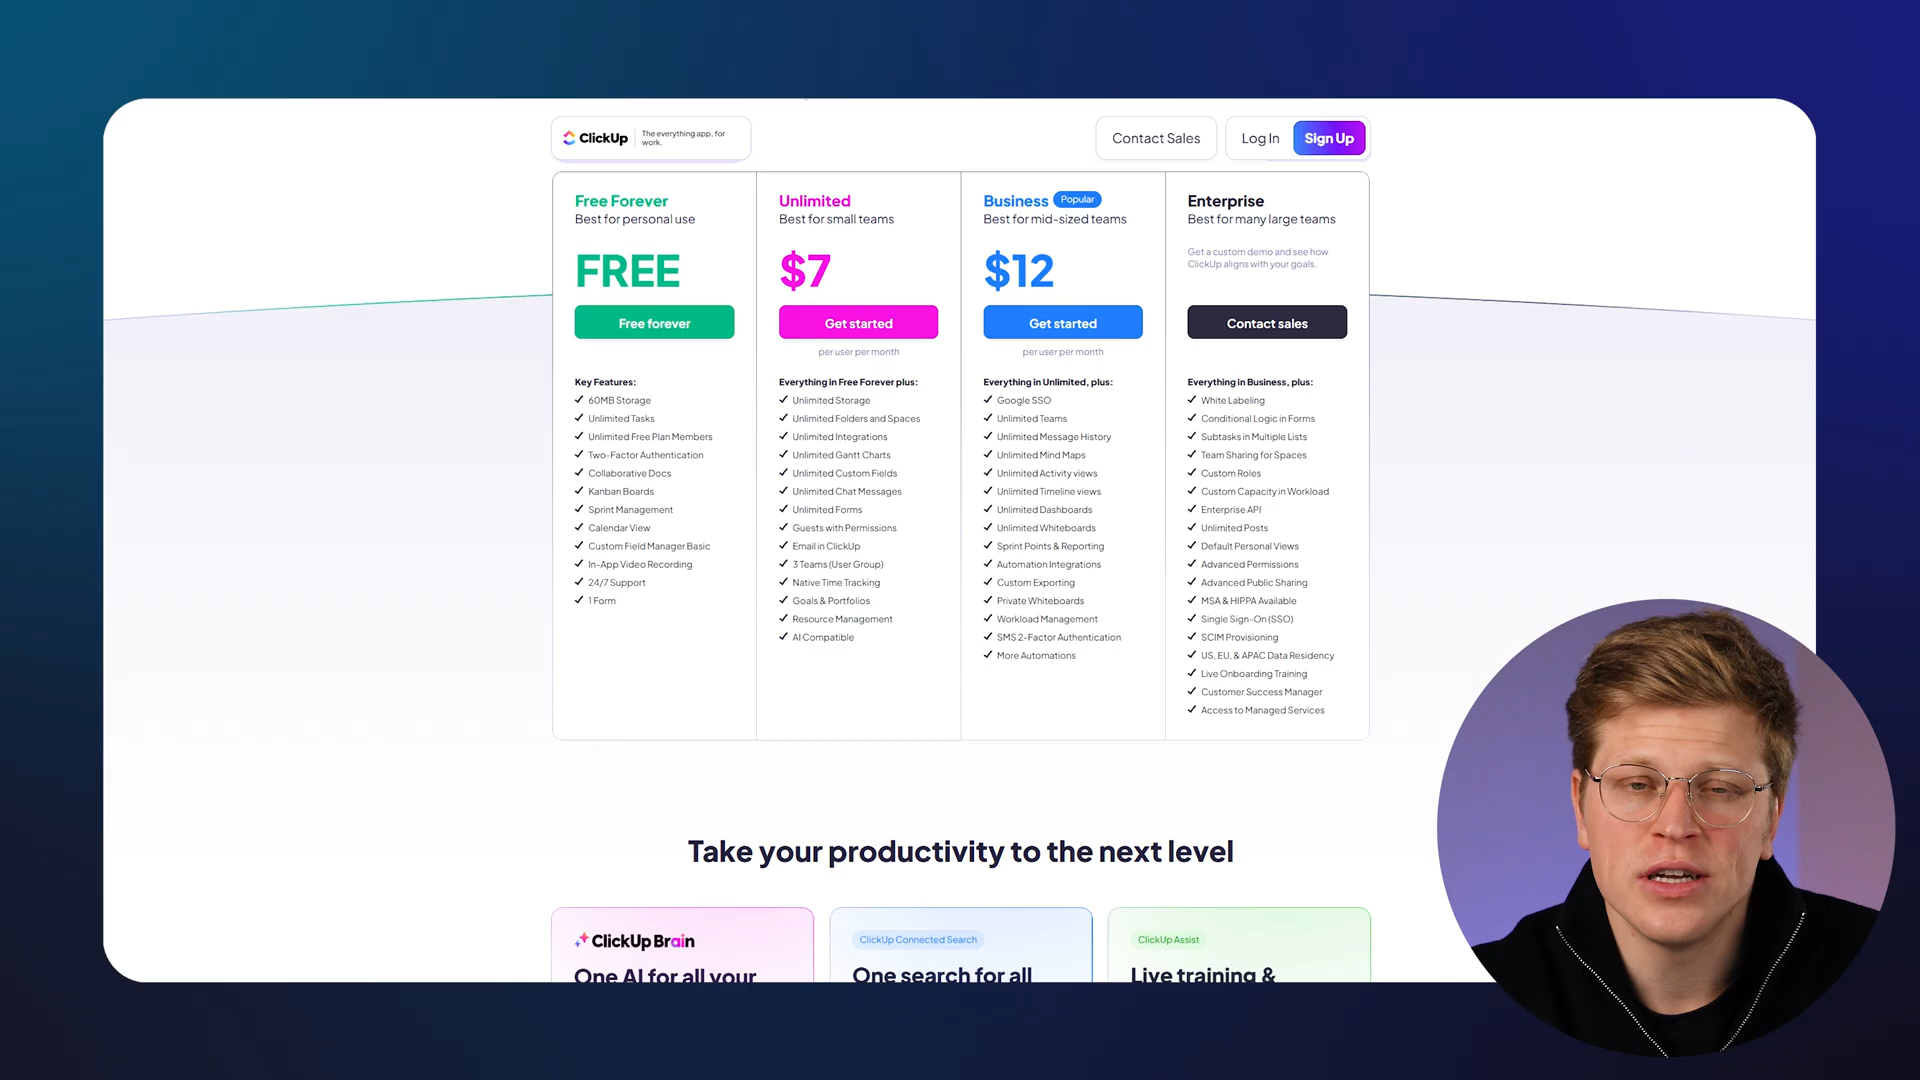 ClickUp
The everything app, for
work.
Contact Sales
Log In
Sign Up
Free Forever
Best for personal use
FREE
Free forever
Key Features:
60MB Storage
Unlimited Tasks
Unlimited Free Plan Members
Two-Factor Authentication
Collaborative Docs
Kanban Boards
Sprint Management
Calendar View
Custom Field Manager Basic
In-App Video Recording
24/7 Support
1 Form
Unlimited
Best for small teams
$7
Get started
per user per month
Everything in Free Forever plus:
Unlimited Storage
Unlimited Folders and Spaces
Unlimited Integrations
Unlimited Gantt Charts
Unlimited Custom Fields
Unlimited Chat Messages
Unlimited Forms
Guests with Permissions
Email in ClickUp
3 Teams (User Group)
Native Time Tracking
Goals & Portfolios
Resource Management
AI Compatible
Business Popular
Best for mid-sized teams
$12
Get started
per user per month
Everything in Unlimited, plus:
Google SSO
Unlimited Teams
Unlimited Message History
Unlimited Mind Maps
Unlimited Activity views
Unlimited Timeline views
Unlimited Dashboards
Unlimited Whiteboards
Sprint Points & Reporting
Automation Integrations
Custom Exporting
Private Whiteboards
Workload Management
SMS 2-Factor Authentication
More Automations
Enterprise
Best for many large teams
Get a custom demo and see how
ClickUp aligns with your goals.
Contact sales
Everything in Business, plus:
White Labeling
Conditional Logic in Forms
Subtasks in Multiple Lists
Team Sharing for Spaces
Custom Roles
Custom Capacity in Workload
Enterprise API
Unlimited Posts
Default Personal Views
Advanced Permissions
Advanced Public Sharing
MSA & HIPPA Available
Single Sign-On (SSO)
SCIM Provisioning
US, EU, & APAC Data Residency
Live Onboarding Training
Customer Success Manager
Access to Managed Services
Take your productivity to the next level
ClickUp Brain
One AI for all your
ClickUp Connected Search
One search for all
ClickUp Assist
Live training &